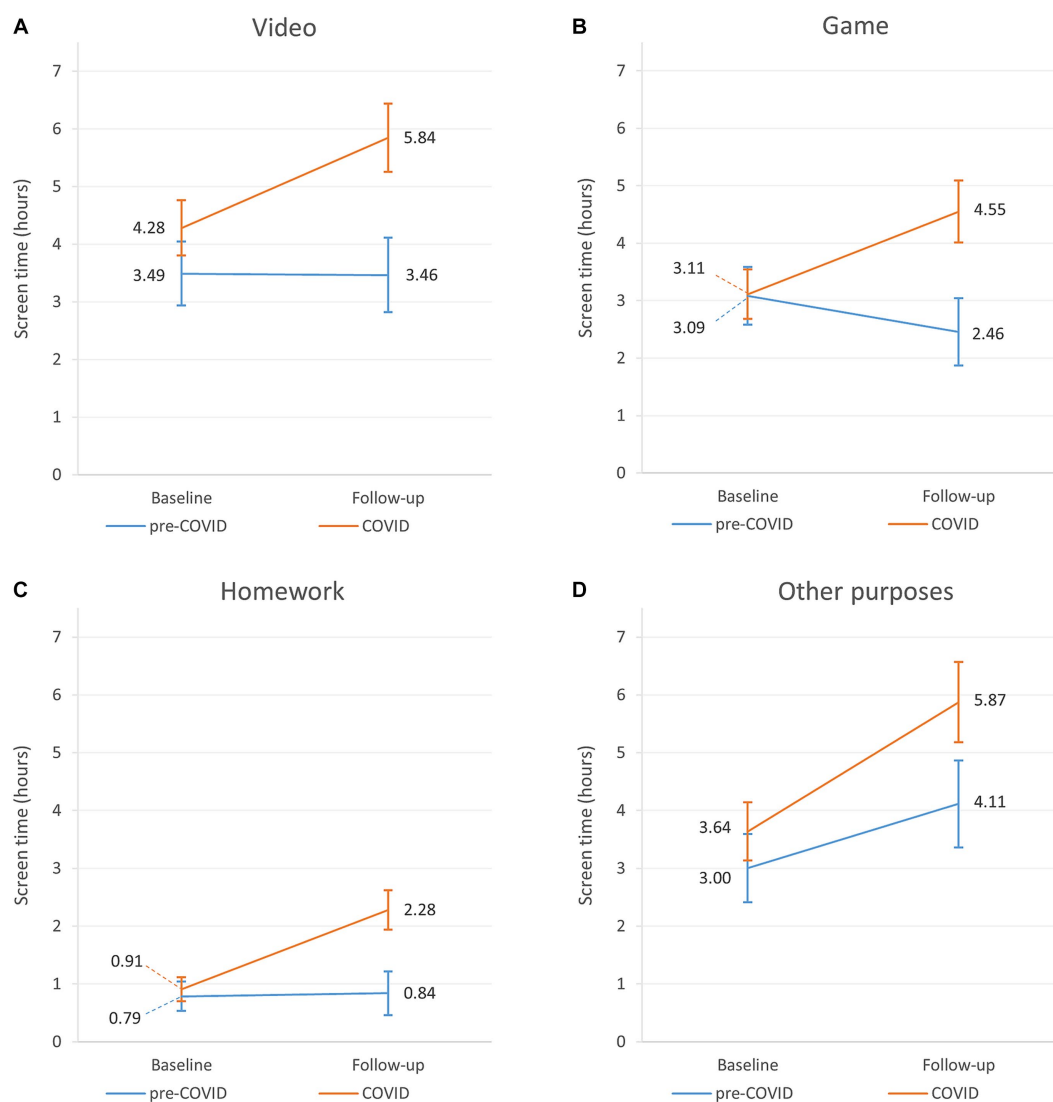 A
Video
7
6
5
4
3
2
1
0
Screen time (hours)
4.28
3.49
5.84
3.46
Baseline Follow-up
pre-COVID COVID
B
Game
7
6
5
4
3
2
1
0
Screen time (hours)
3.11
3.09
4.55
2.46
Baseline Follow-up
pre-COVID COVID
C
Homework
7
6
5
4
3
2
1
0
Screen time (hours)
0.91
0.79
2.28
0.84
Baseline Follow-up
pre-COVID COVID
D
Other purposes
7
6
5
4
3
2
1
0
Screen time (hours)
3.64
3.00
5.87
4.11
Baseline Follow-up
pre-COVID COVID